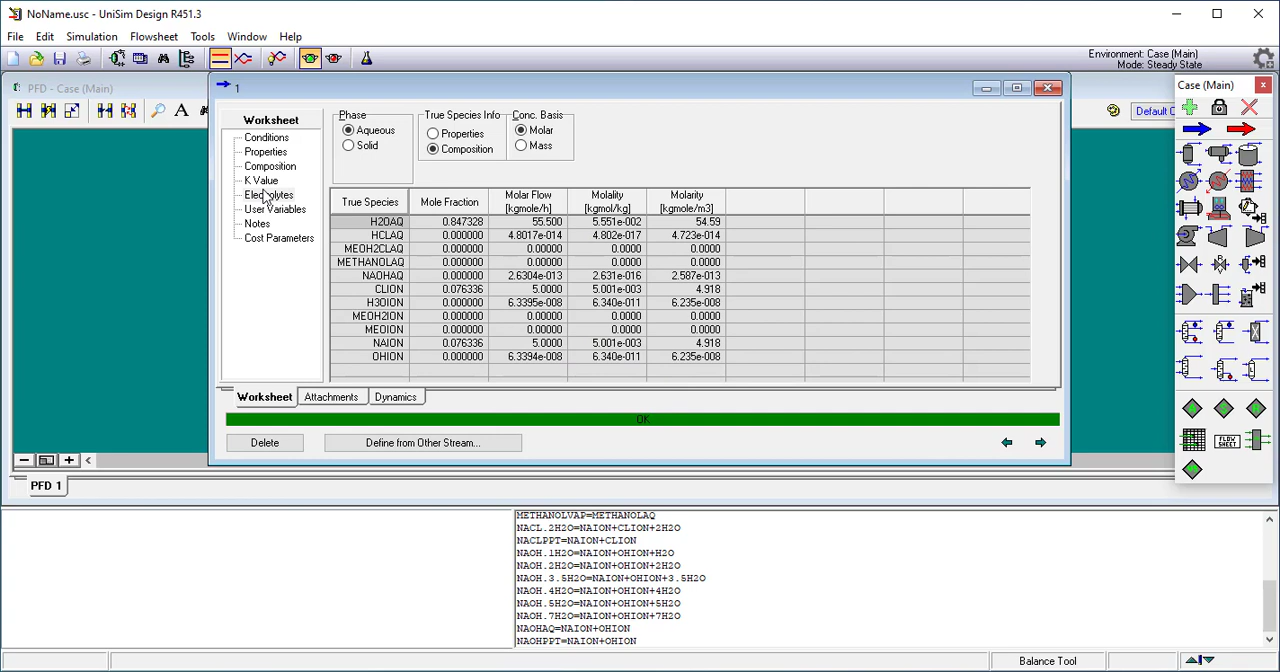 NoName.usc - UniSim Design R451.3
File Edit Simulation Flowsheet Tools Window Help
Environment: Case (Main)
Mode: Steady State
PFD - Case (Main)
1
Case (Main)
A
Default C
Worksheet
Conditions
Properties
Composition
K Value
Electrolytes
User Variables
Notes
Cost Parameters
Phase
Aqueous
Solid
True Species Info
Properties
Composition
Conc. Basis
Molar
Mass
True Species Mole Fraction Molar Flow [kgmole/h] Molality [kgmol/kg] Molarity [kgmole/m3]
H2OAQ 0.847328 55.500 5.551e-002 54.59
HCLAQ 0.000000 4.8017e-014 4.802e-017 4.723e-014
MEOH2CLAQ 0.000000 0.00000 0.0000 0.0000
METHANOLAQ 0.000000 0.00000 0.0000 0.0000
NAOHAQ 0.000000 2.6304e-013 2.631e-016 2.587e-013
CLION 0.076336 5.0000 5.001e-003 4.918
H3OION 0.000000 6.3395e-008 6.340e-011 6.235e-008
MEOH2ION 0.000000 0.00000 0.0000 0.0000
MEOION 0.000000 0.00000 0.0000 0.0000
NAION 0.076336 5.0000 5.001e-003 4.918
OHION 0.000000 6.3394e-008 6.340e-011 6.235e-008
Worksheet Attachments Dynamics
OK
Delete Define from Other Stream...
PFD 1
FLOW SHEET
METHANOLVAP=METHANOLAQ
NACL.2H2O=NAION+CLION+2H2O
NACLPPT=NAION+CLION
NAOH.1H2O=NAION+OHION+H2O
NAOH.2H2O=NAION+OHION+2H2O
NAOH.3.5H2O=NAION+OHION+3.5H2O
NAOH.4H2O=NAION+OHION+4H2O
NAOH.5H2O=NAION+OHION+5H2O
NAOH.7H2O=NAION+OHION+7H2O
NAOHAQ=NAION+OHION
NAOHPPT=NAION+OHION
Balance Tool